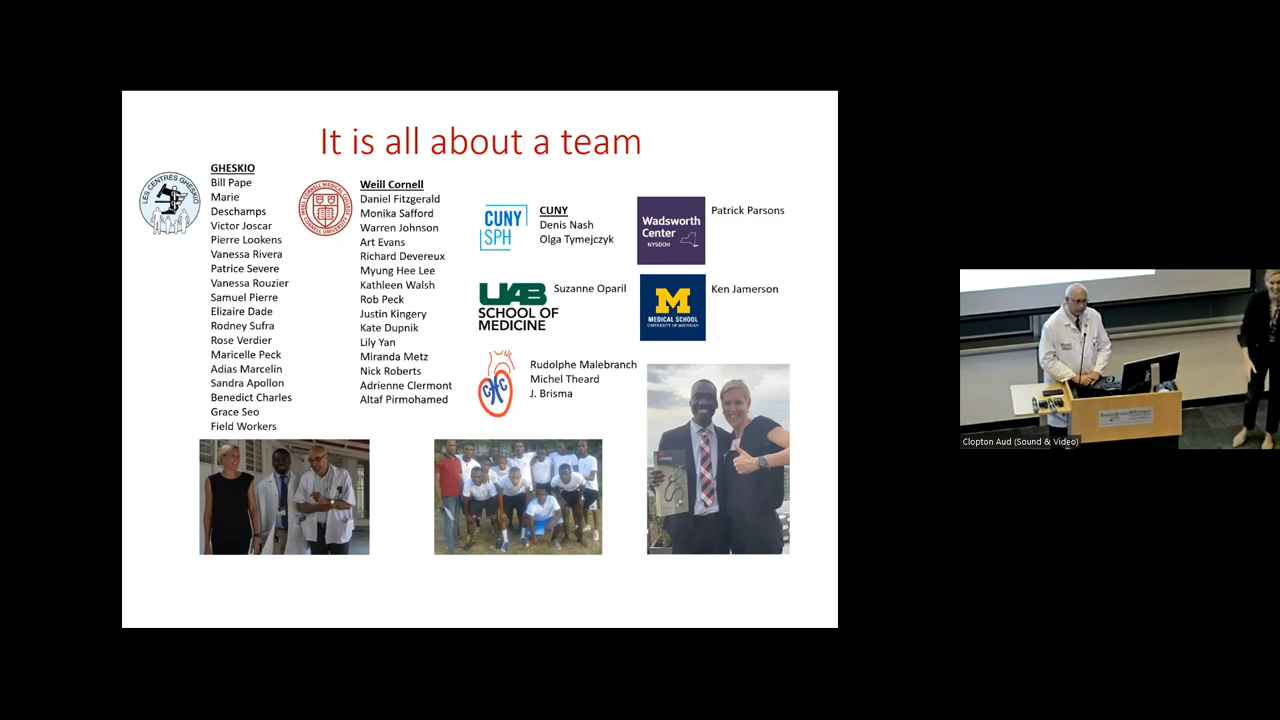 It is all about a team
LES CENTRES GHESKIO
GHESKIO
Bill Pape
Marie
Deschamps
Victor Joscar
Pierre Lookens
Vanessa Rivera
Patrice Severe
Vanessa Rouzier
Samuel Pierre
Elizaire Dade
Rodney Sufra
Rose Verdier
Maricelle Peck
Adias Marcelin
Sandra Apollon
Benedict Charles
Grace Seo
Field Workers
Weill Cornell
Daniel Fitzgerald
Monika Safford
Warren Johnson
Art Evans
Richard Devereux
Myung Hee Lee
Kathleen Walsh
Rob Peck
Justin Kingery
Kate Dupnik
Lily Yan
Miranda Metz
Nick Roberts
Adrienne Clermont
Altaf Pirmohamed
CUNY
SPH
CUNY
Denis Nash
Olga Tymejczyk
Wadsworth
Center
NYSDOH
Patrick Parsons
UAB
SCHOOL OF
MEDICINE
Suzanne Oparil
M
MEDICAL SCHOOL
UNIVERSITY OF MICHIGAN
Ken Jamerson
Rudolphe Malebranch
Michel Theard
J. Brisma
Clopton Aud (Sound & Video)